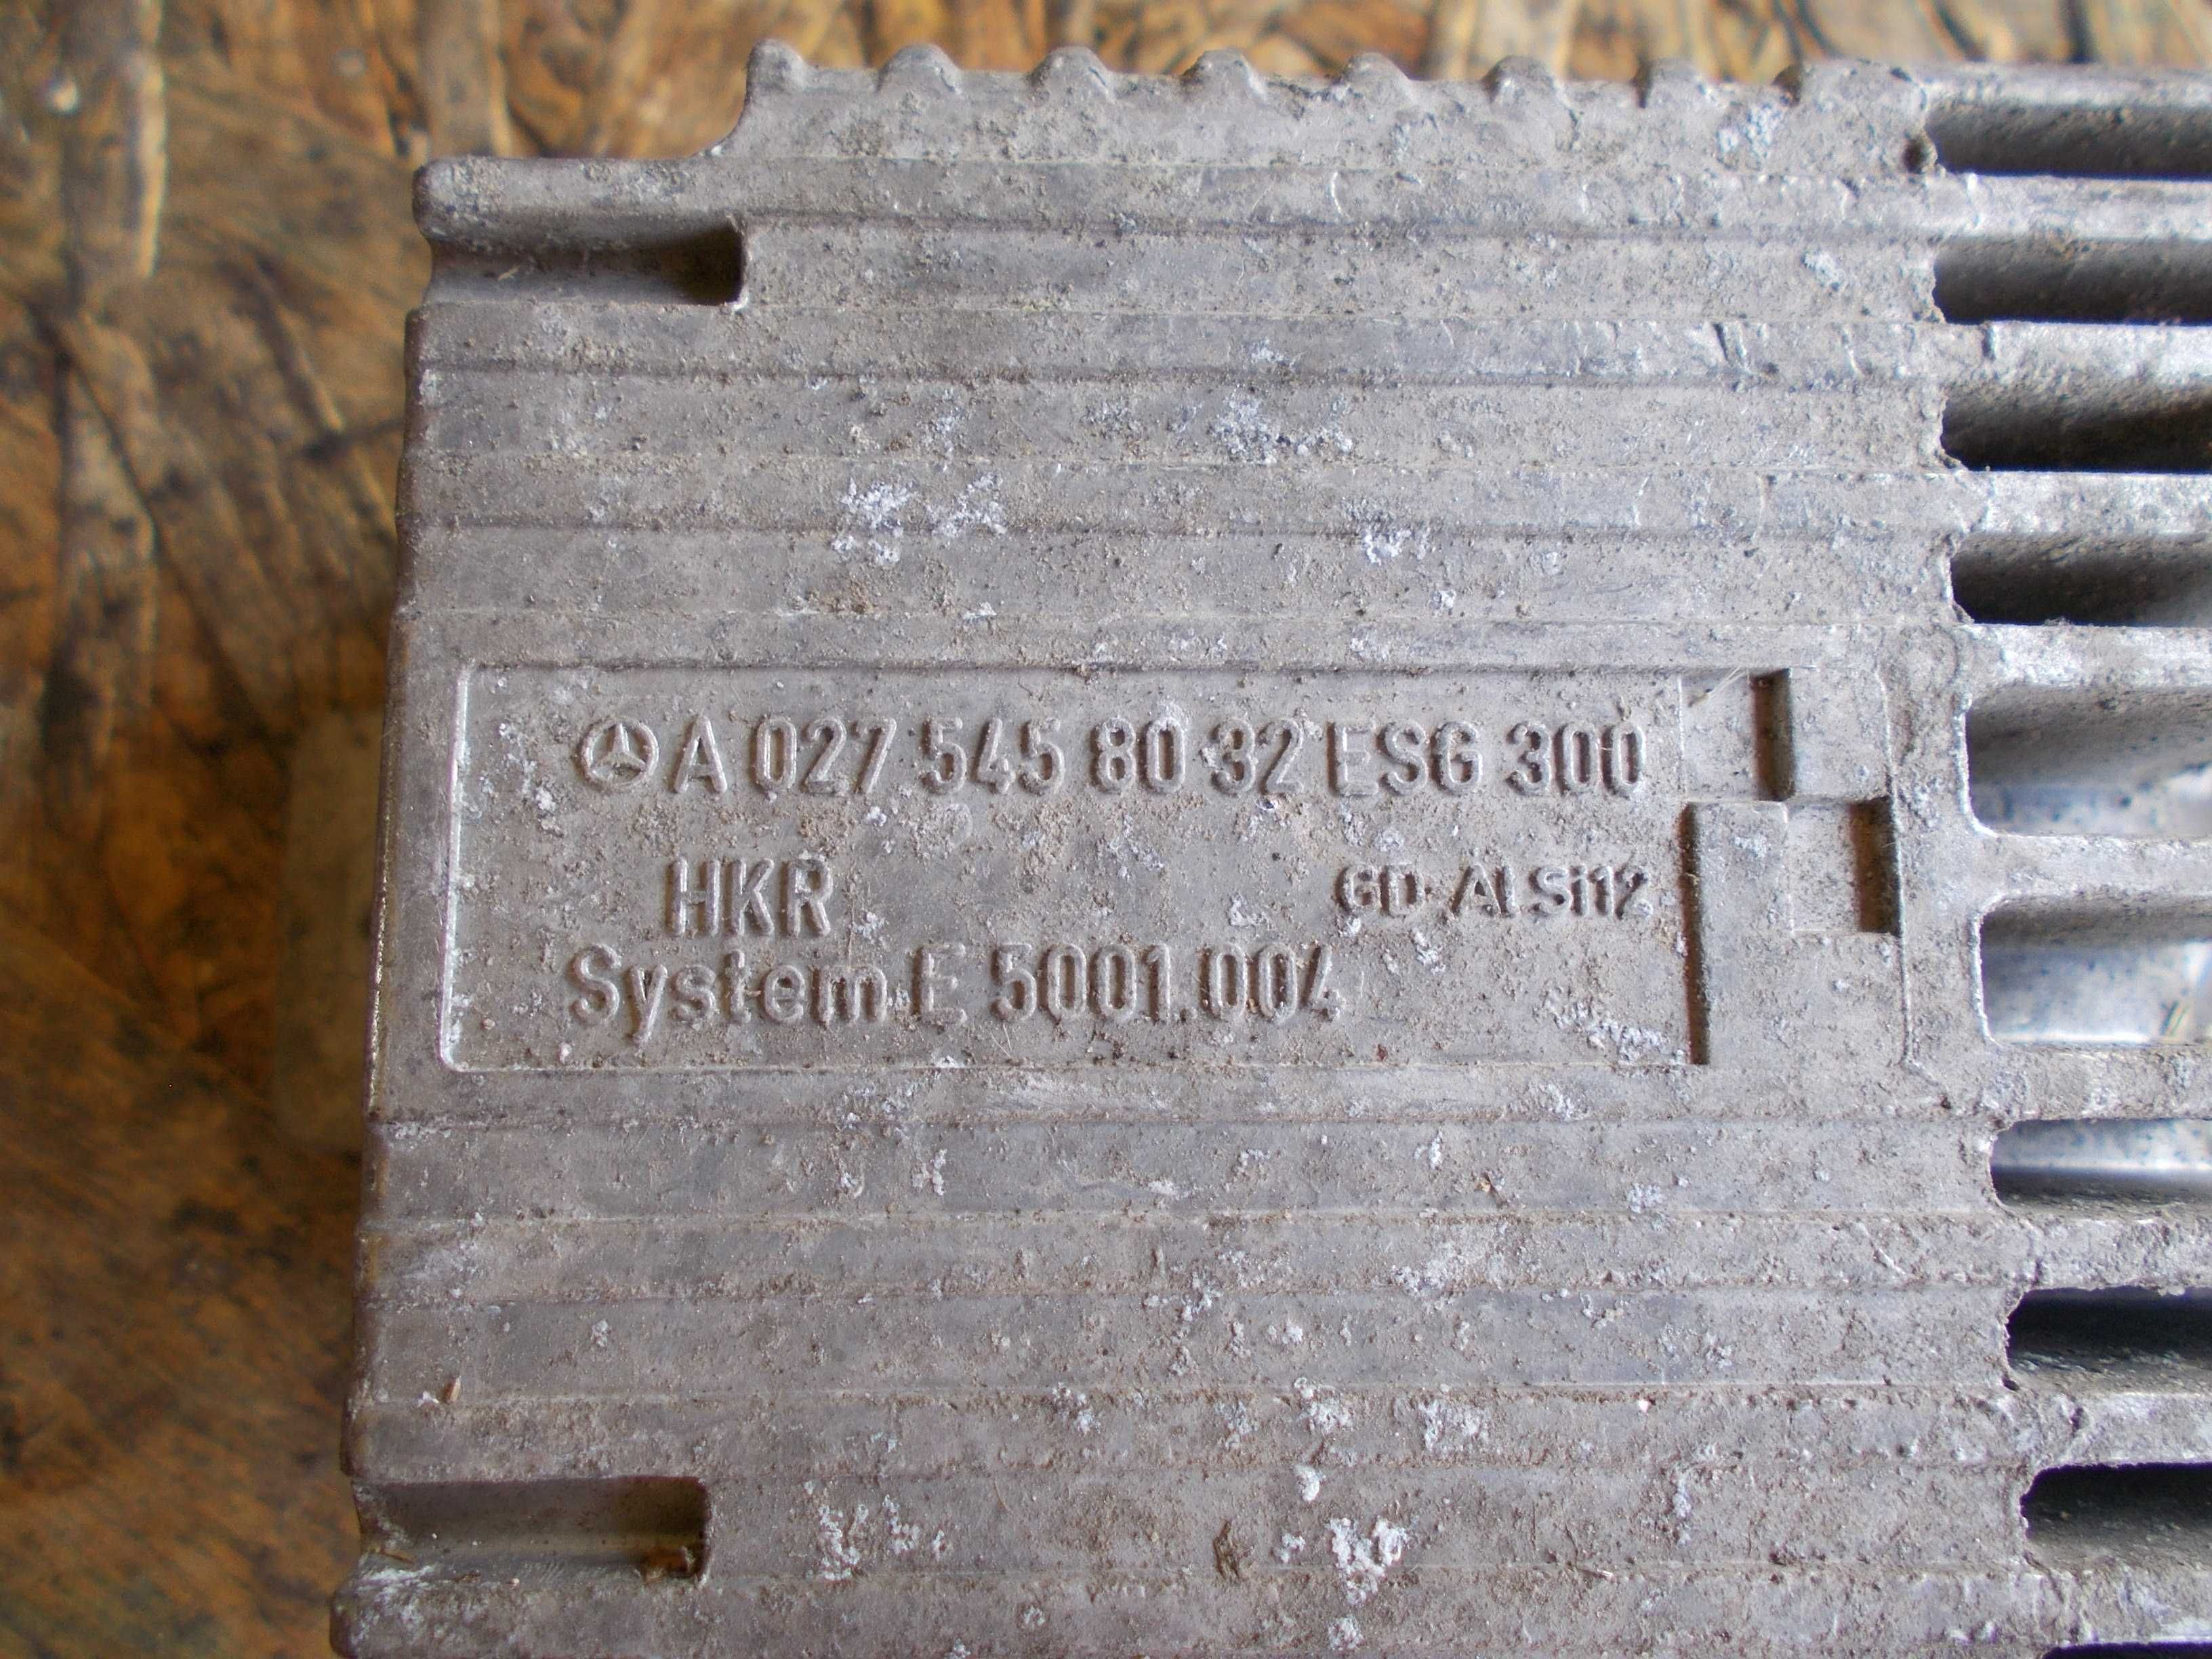 A 027 545 80 32 ESG 300
HKR GD-AlSi12
System E 5001.004